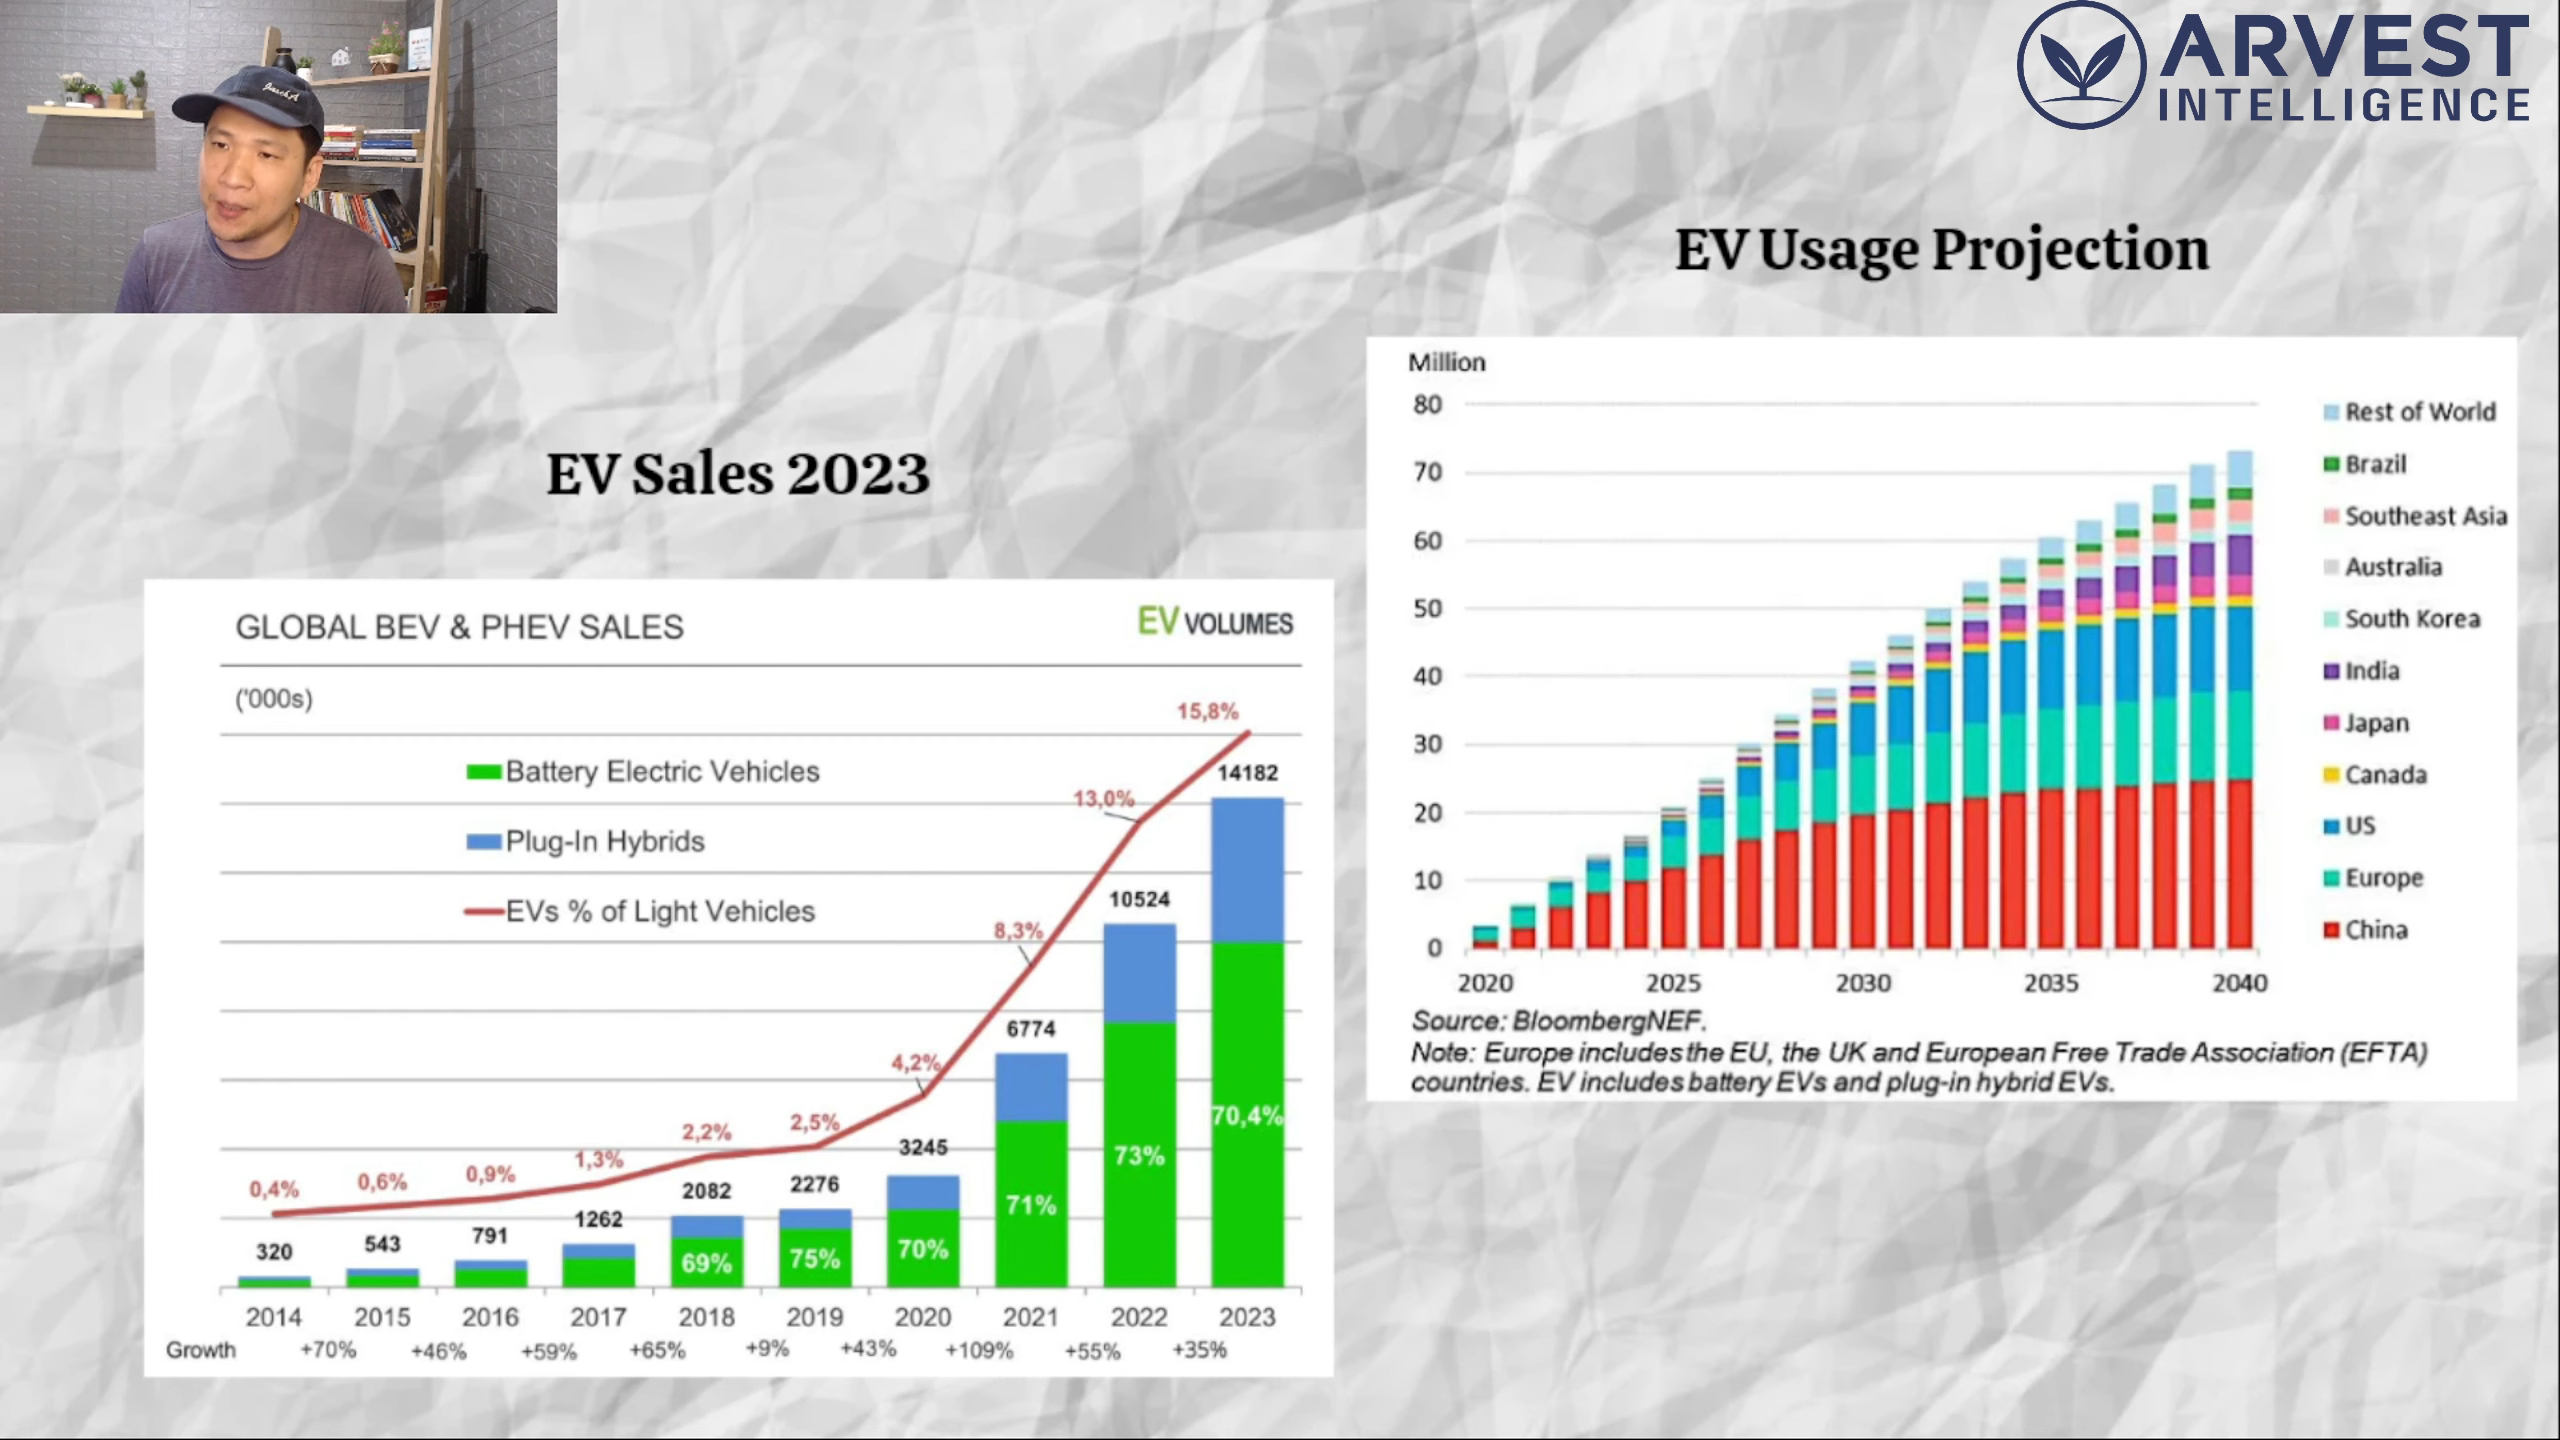 ARVEST
INTELLIGENCE
EV Usage Projection
Million
80
70
60
50
40
30
20
10
0
2020
2025
2030
2035
2040
Rest of World
Brazil
Southeast Asia
Australia
South Korea
India
Japan
Canada
US
Europe
China
Source: BloombergNEF.
Note: Europe includes the EU, the UK and European Free Trade Association (EFTA)
countries. EV includes battery EVs and plug-in hybrid EVs.
EV Sales 2023
GLOBAL BEV & PHEV SALES
EV VOLUMES
('000s)
Battery Electric Vehicles
Plug-In Hybrids
EVs % of Light Vehicles
0,4%
0,6%
0,9%
1,3%
2,2%
2,5%
4,2%
8,3%
13,0%
15,8%
320
543
791
1262
2082
2276
3245
6774
10524
14182
69%
75%
70%
71%
73%
70,4%
2014 2015 2016 2017 2018 2019 2020 2021 2022 2023
Growth +70% +46% +59% +65% +9% +43% +109% +55% +35%